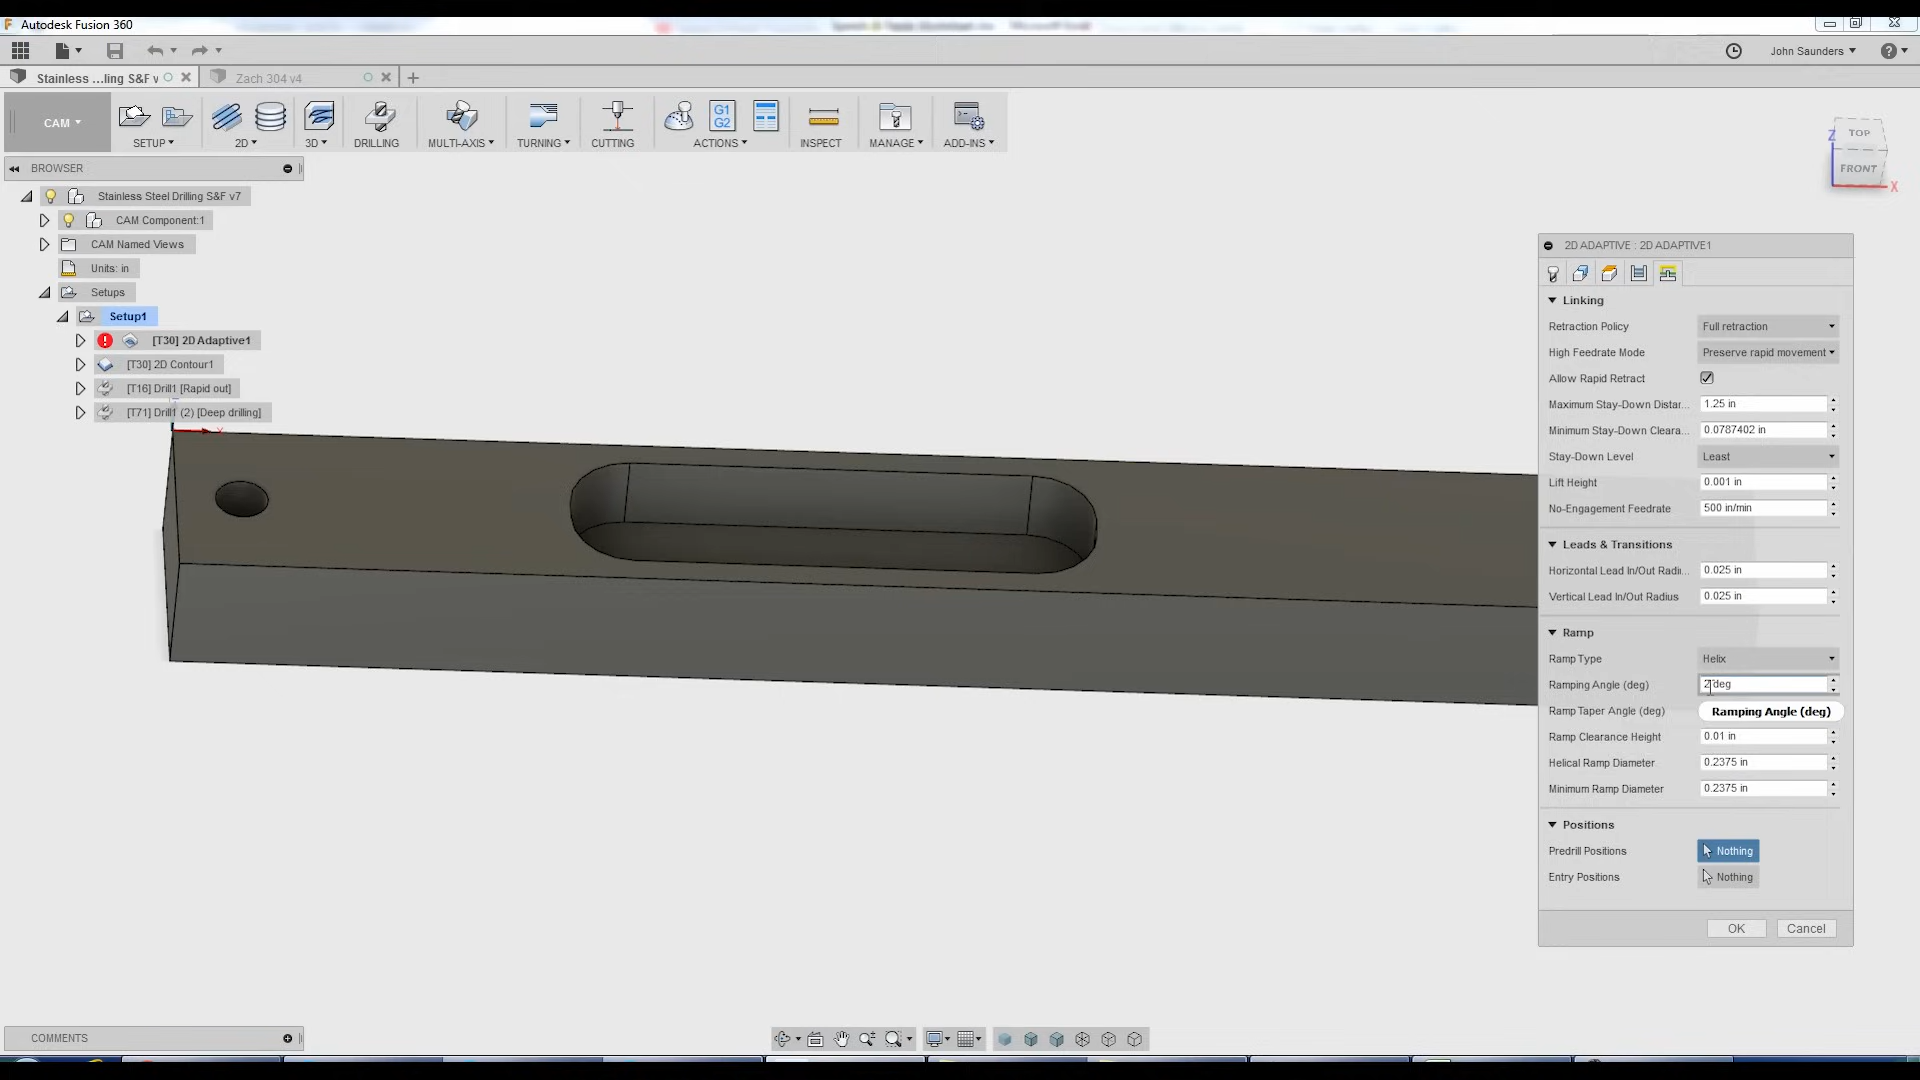 Autodesk Fusion 360
John Saunders
Stainless ...ling S&F v
Zach 304 v4
CAM
SETUP
2D
3D
DRILLING
MULTI-AXIS
TURNING
CUTTING
G1
G2
ACTIONS
INSPECT
MANAGE
ADD-INS
TOP
FRONT
Z
X
BROWSER
Stainless Steel Drilling S&F v7
CAM Component:1
CAM Named Views
Units: in
Setups
Setup1
[T30] 2D Adaptive1
[T30] 2D Contour1
[T16] Drill1 [Rapid out]
[T71] Drill1 (2) [Deep drilling]
X
2D ADAPTIVE : 2D ADAPTIVE1
Linking
Retraction Policy Full retraction
High Feedrate Mode Preserve rapid movement
Allow Rapid Retract
Maximum Stay-Down Distar... 1.25 in
Minimum Stay-Down Cleara... 0.0787402 in
Stay-Down Level Least
Lift Height 0.001 in
No-Engagement Feedrate 500 in/min
Leads & Transitions
Horizontal Lead In/Out Radiu... 0.025 in
Vertical Lead In/Out Radius 0.025 in
Ramp
Ramp Type Helix
Ramping Angle (deg) 2 deg
Ramp Taper Angle (deg) Ramping Angle (deg)
Ramp Clearance Height 0.01 in
Helical Ramp Diameter 0.2375 in
Minimum Ramp Diameter 0.2375 in
Positions
Predrill Positions Nothing
Entry Positions Nothing
OK Cancel
COMMENTS